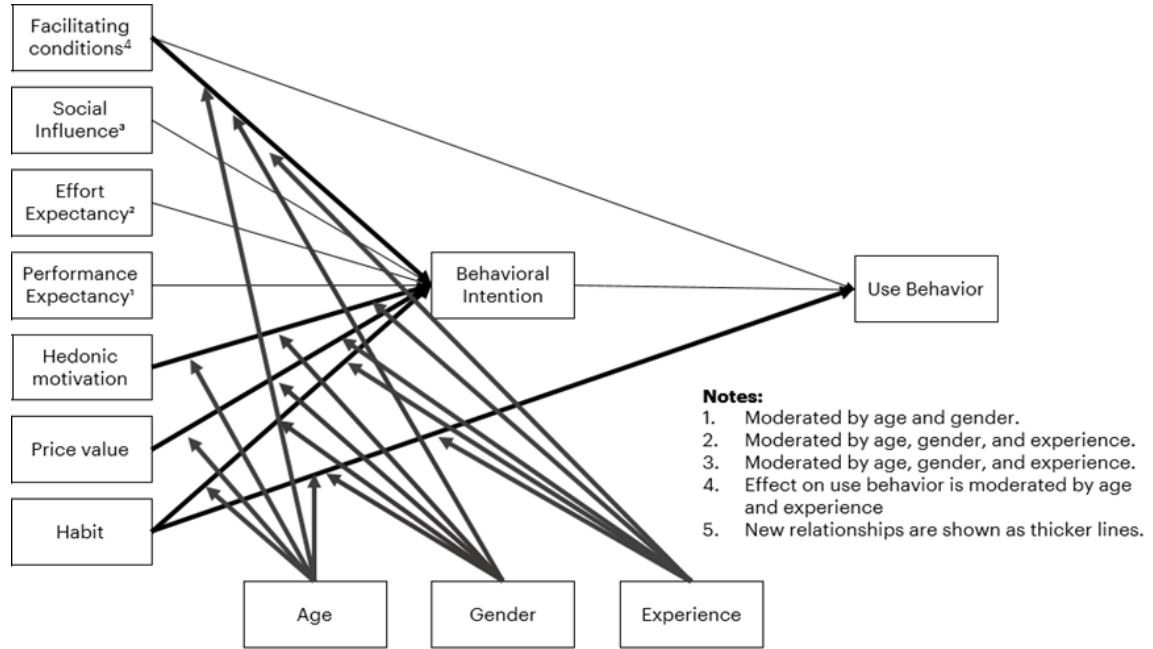 Facilitating
conditions⁴
Social
Influence³
Effort
Expectancy²
Performance
Expectancy¹
Hedonic
motivation
Price value
Habit
Behavioral
Intention
Use Behavior
Notes:
1. Moderated by age and gender.
2. Moderated by age, gender, and experience.
3. Moderated by age, gender, and experience.
4. Effect on use behavior is moderated by age
and experience
5. New relationships are shown as thicker lines.
Age
Gender
Experience